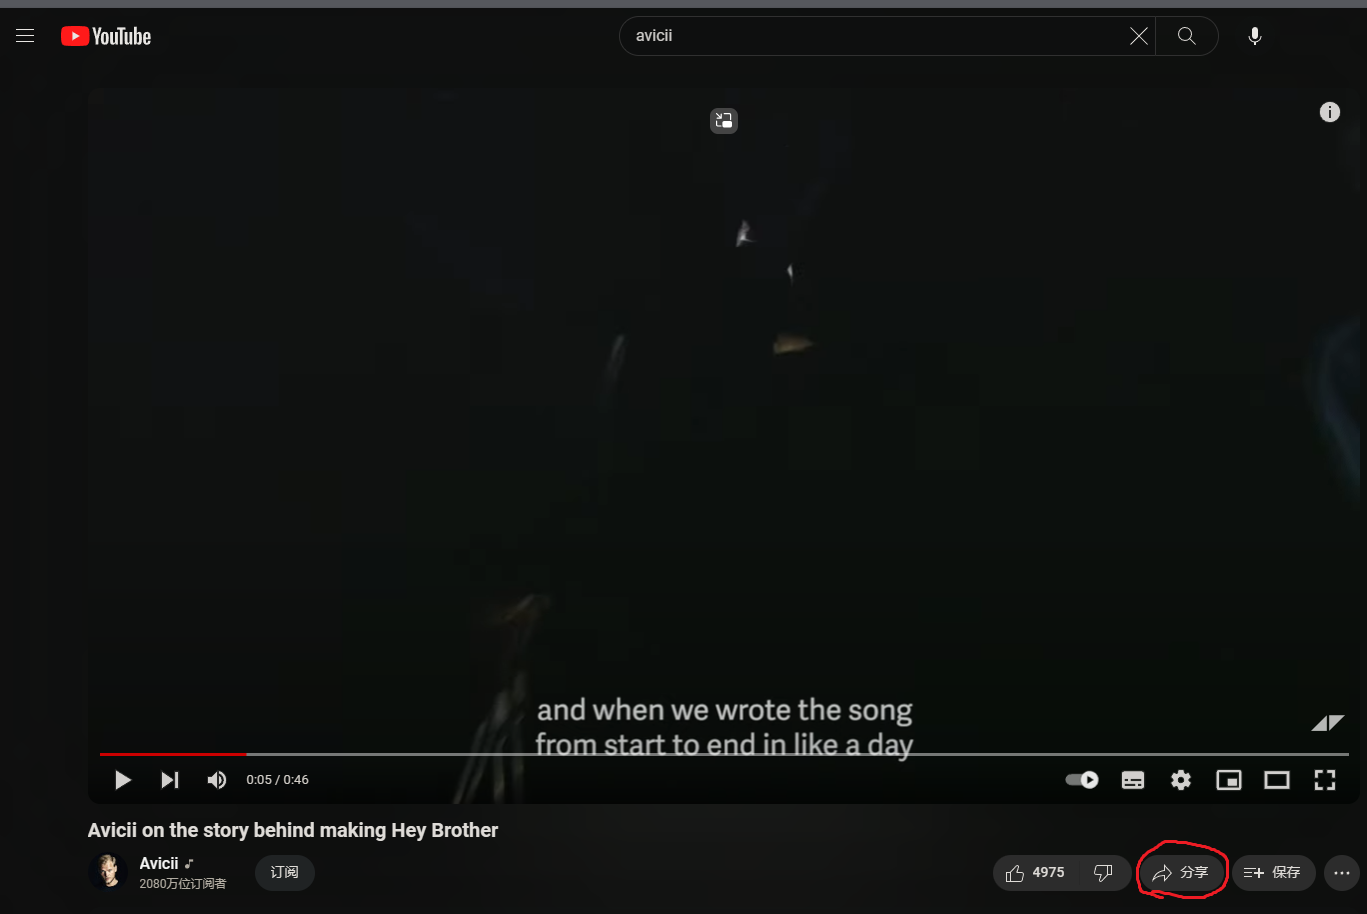 YouTube
avicii
and when we wrote the song
from start to end in like a day
0:05 / 0:46
Avicii on the story behind making Hey Brother
Avicii
2080万位订阅者
订阅
4975
分享
保存